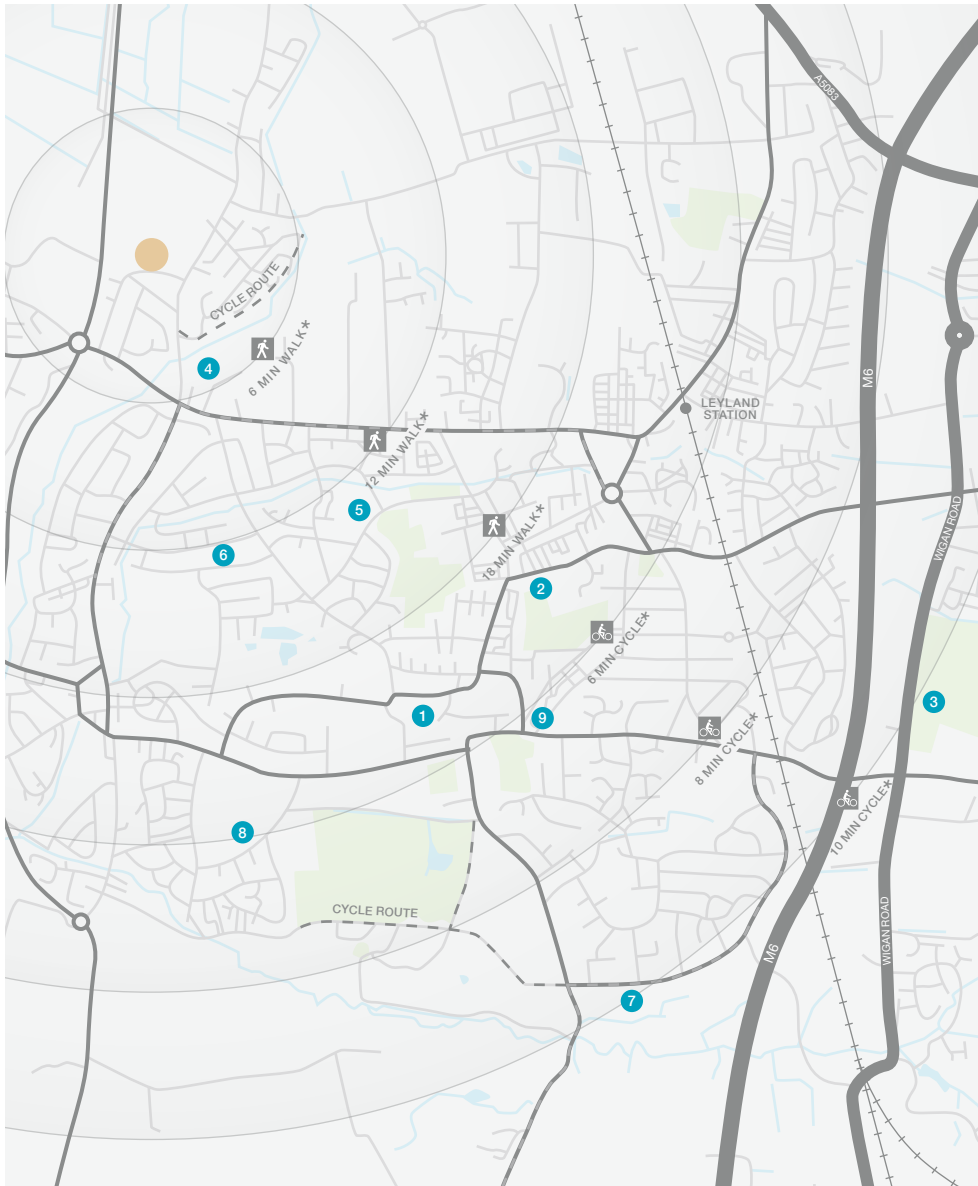 A5083
CYCLE ROUTE
6 MIN WALK*
4
M6
LEYLAND
STATION
12 MIN WALK*
5
18 MIN WALK*
WIGAN ROAD
6
2
6 MIN CYCLE*
3
1
9
8 MIN CYCLE*
10 MIN CYCLE*
8
CYCLE ROUTE
WIGAN ROAD
M6
7